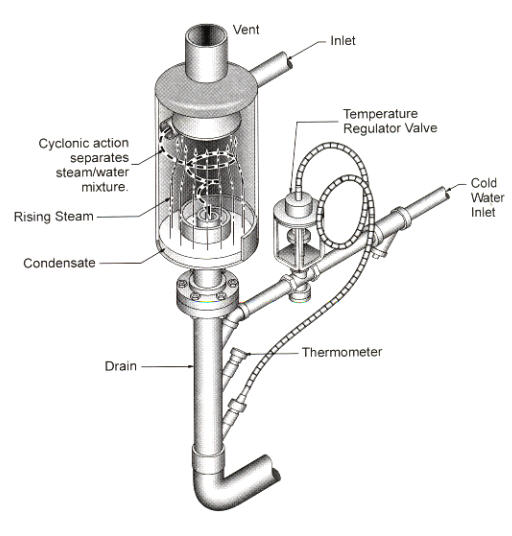 Vent
Inlet
Temperature
Regulator Valve
Cyclonic action
separates
steam/water
mixture.
Cold
Water
Inlet
Rising Steam
Condensate
Thermometer
Drain